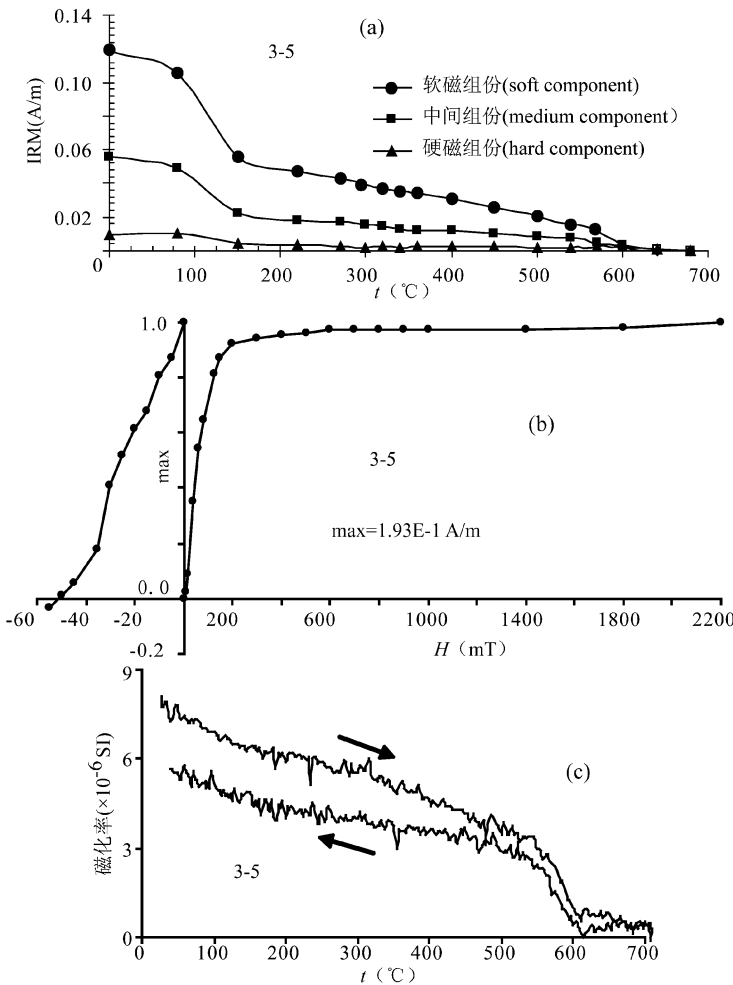 (a)
0.14
3-5
0.10
软磁组份(soft component)
中间组份(medium component）
硬磁组份(hard component)
0.06
0.02
IRM(A/m)
0 100 200 300 400 500 600 700
t（℃）
1.0
(b)
3-5
max
max=1.93E-1 A/m
0.0
-60 -40 -20 200 600 1000 1400 1800 2200
-0.2
H（mT）
9
6
(c)
磁化率(×10-6 SI)
3
3-5
0
0 100 200 300 400 500 600 700
t（℃）